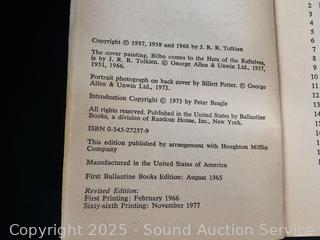 Copyright © 1937, 1938 and 1966 by J. R. R. Tolkien
The cover painting, Bilbo comes to the Huts of the Raftelves,
is by J. R. R. Tolkien. © George Allen & Unwin Ltd., 1937,
1951, 1966.
Portrait photograph on back cover by Billett Potter. © George
Allen & Unwin Ltd., 1973.
Introduction Copyright © 1973 by Peter Beagle
All rights reserved. Published in the United States by Ballantine
Books, a division of Random House, Inc., New York.
ISBN 0-345-27257-9
This edition published by arrangement with Houghton Mifflin
Company
Manufactured in the United States of America
First Ballantine Books Edition: August 1965
Revised Edition:
First Printing: February 1966
Sixty-sixth Printing: November 1977
Copyright 2025 - Sold On Auction Services